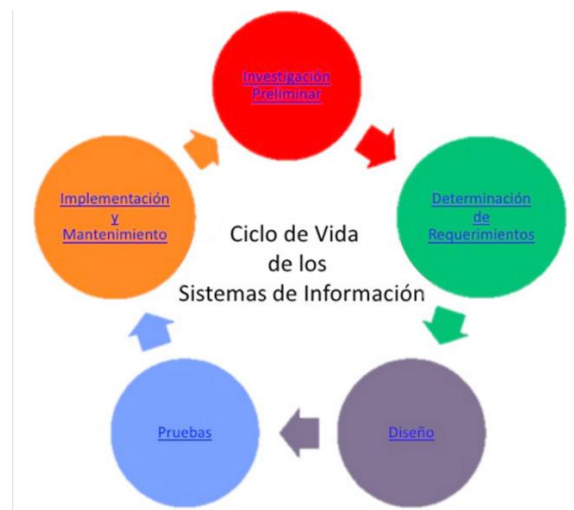 Investigación
Preliminar
Determinación
de
Requerimientos
Diseño
Pruebas
Implementación
y
Mantenimiento
Ciclo de Vida
de los
Sistemas de Información